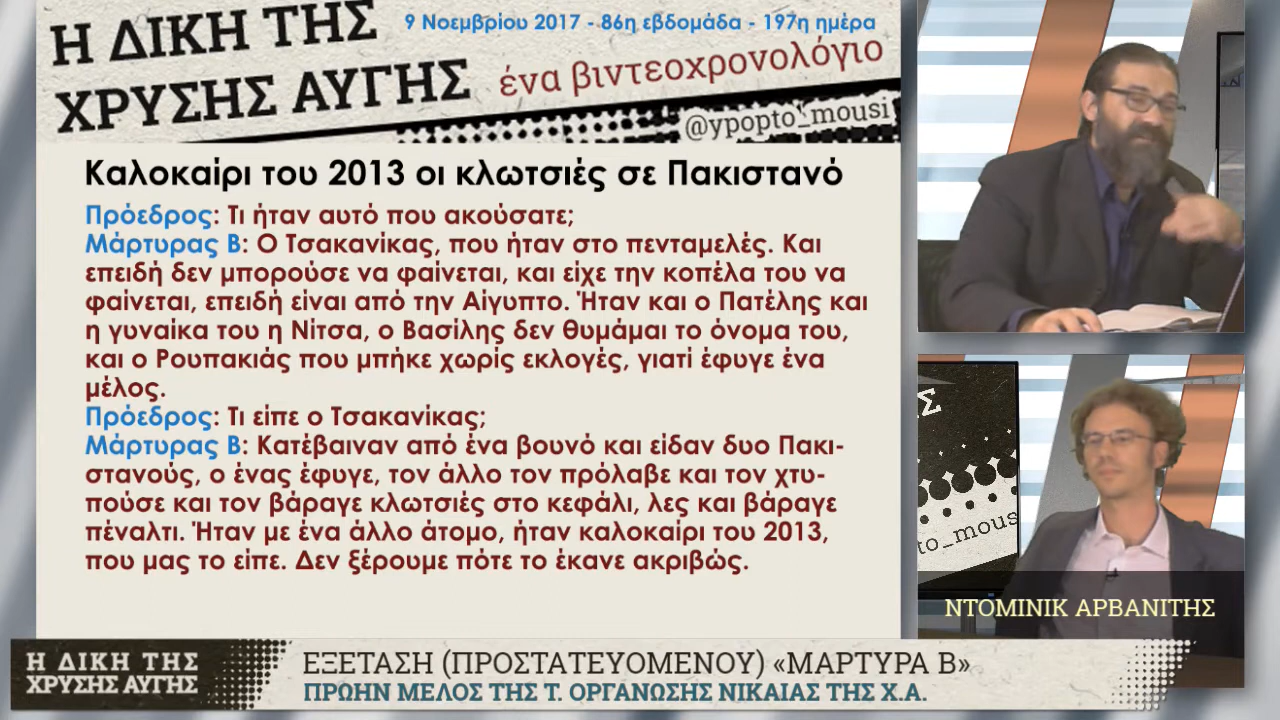 Η ΔΙΚΗ ΤΗΣ
ΧΡΥΣΗΣ ΑΥΓΗΣ
9 Νοεμβρίου 2017 - 86η εβδομάδα - 197η ημέρα
ένα βιντεοχρονολόγιο
@ypopto_mousi
Καλοκαίρι του 2013 οι κλωτσιές σε Πακιστανό
Πρόεδρος: Τι ήταν αυτό που ακούσατε;
Μάρτυρας Β: Ο Τσακανίκας, που ήταν στο πενταμελές. Και
επειδή δεν μπορούσε να φαίνεται, και είχε την κοπέλα του να
φαίνεται, επειδή είναι από την Αίγυπτο. Ήταν και ο Πατέλης και
η γυναίκα του η Νίτσα, ο Βασίλης δεν θυμάμαι το όνομα του,
και ο Ρουπακιάς που μπήκε χωρίς εκλογές, γιατί έφυγε ένα
μέλος.
Πρόεδρος: Τι είπε ο Τσακανίκας;
Μάρτυρας Β: Κατέβαιναν από ένα βουνό και είδαν δυο Πακι-
στανούς, ο ένας έφυγε, τον άλλο τον πρόλαβε και τον χτυ-
πούσε και τον βάραγε κλωτσιές στο κεφάλι, λες και βάραγε
πέναλτι. Ήταν με ένα άλλο άτομο, ήταν καλοκαίρι του 2013,
που μας το είπε. Δεν ξέρουμε πότε το έκανε ακριβώς.
to_mous
ΝΤΟΜΙΝΙΚ ΑΡΒΑΝΙΤΗΣ
Η ΔΙΚΗ ΤΗΣ
ΧΡΥΣΗΣ ΑΥΓΗΣ
ΕΞΕΤΑΣΗ (ΠΡΟΣΤΑΤΕΥΟΜΕΝΟΥ) «ΜΑΡΤΥΡΑ Β»
ΠΡΩΗΝ ΜΕΛΟΣ ΤΗΣ Τ. ΟΡΓΑΝΩΣΗΣ ΝΙΚΑΙΑΣ ΤΗΣ Χ.Α.